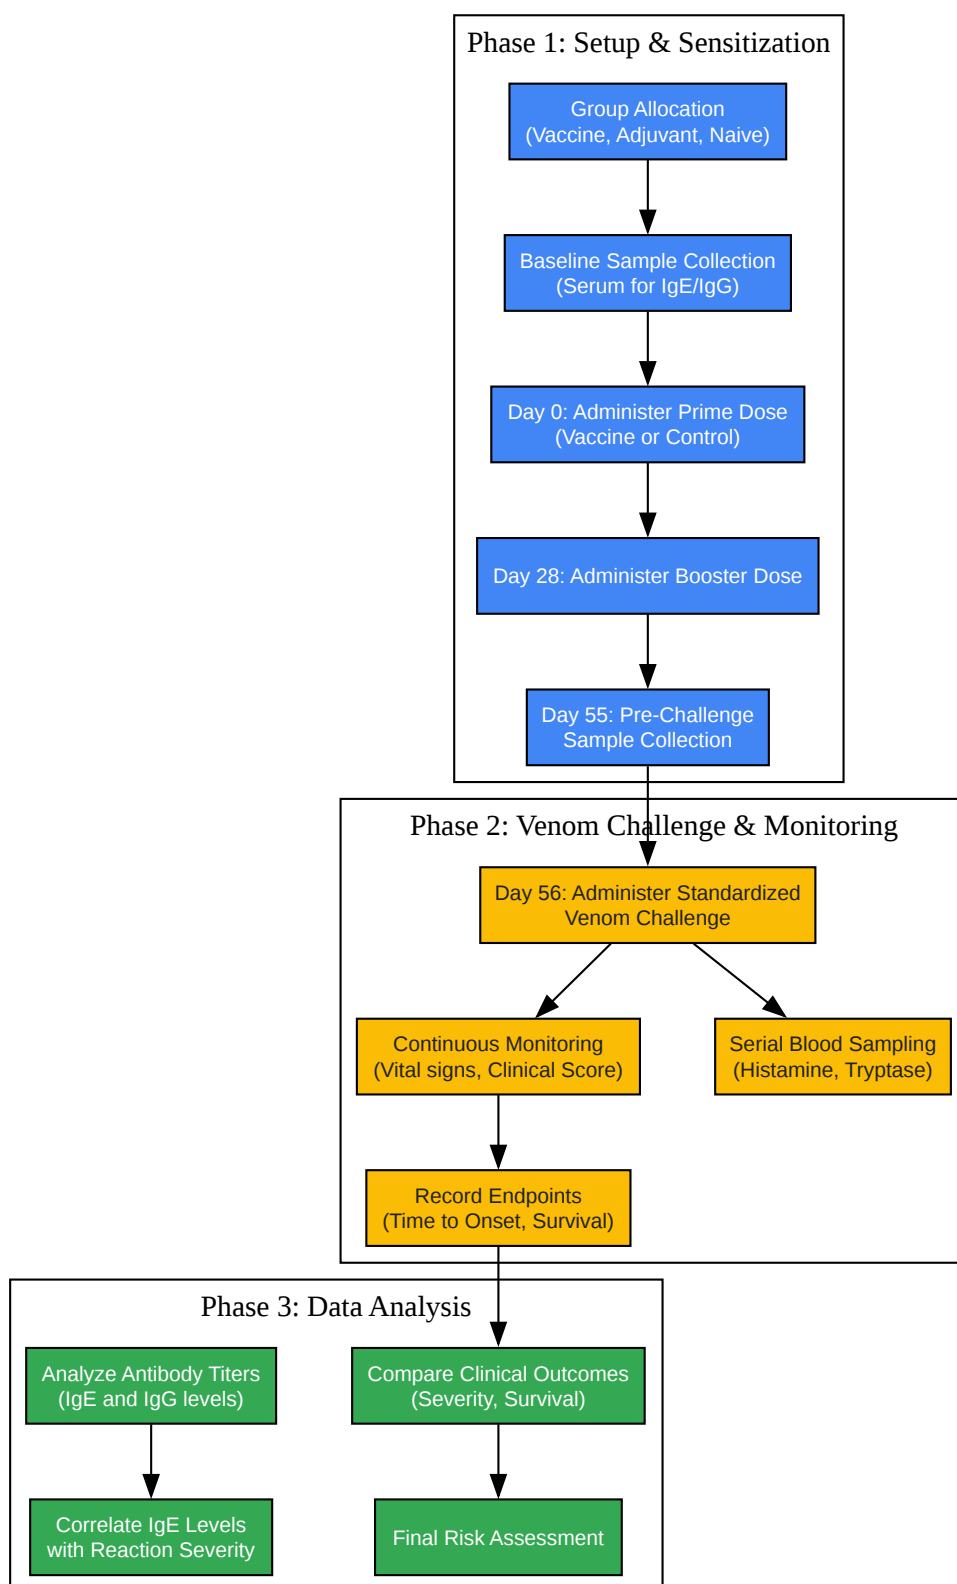 Phase 1: Setup & Sensitization
Group Allocation
(Vaccine, Adjuvant, Naive)
Baseline Sample Collection
(Serum for IgE/IgG)
Day 0: Administer Prime Dose
(Vaccine or Control)
Day 28: Administer Booster Dose
Day 55: Pre-Challenge
Sample Collection
Phase 2: Venom Challenge & Monitoring
Day 56: Administer Standardized
Venom Challenge
Continuous Monitoring
(Vital signs, Clinical Score)
Serial Blood Sampling
(Histamine, Tryptase)
Record Endpoints
(Time to Onset, Survival)
Phase 3: Data Analysis
Analyze Antibody Titers
(IgE and IgG levels)
Compare Clinical Outcomes
(Severity, Survival)
Correlate IgE Levels
with Reaction Severity
Final Risk Assessment